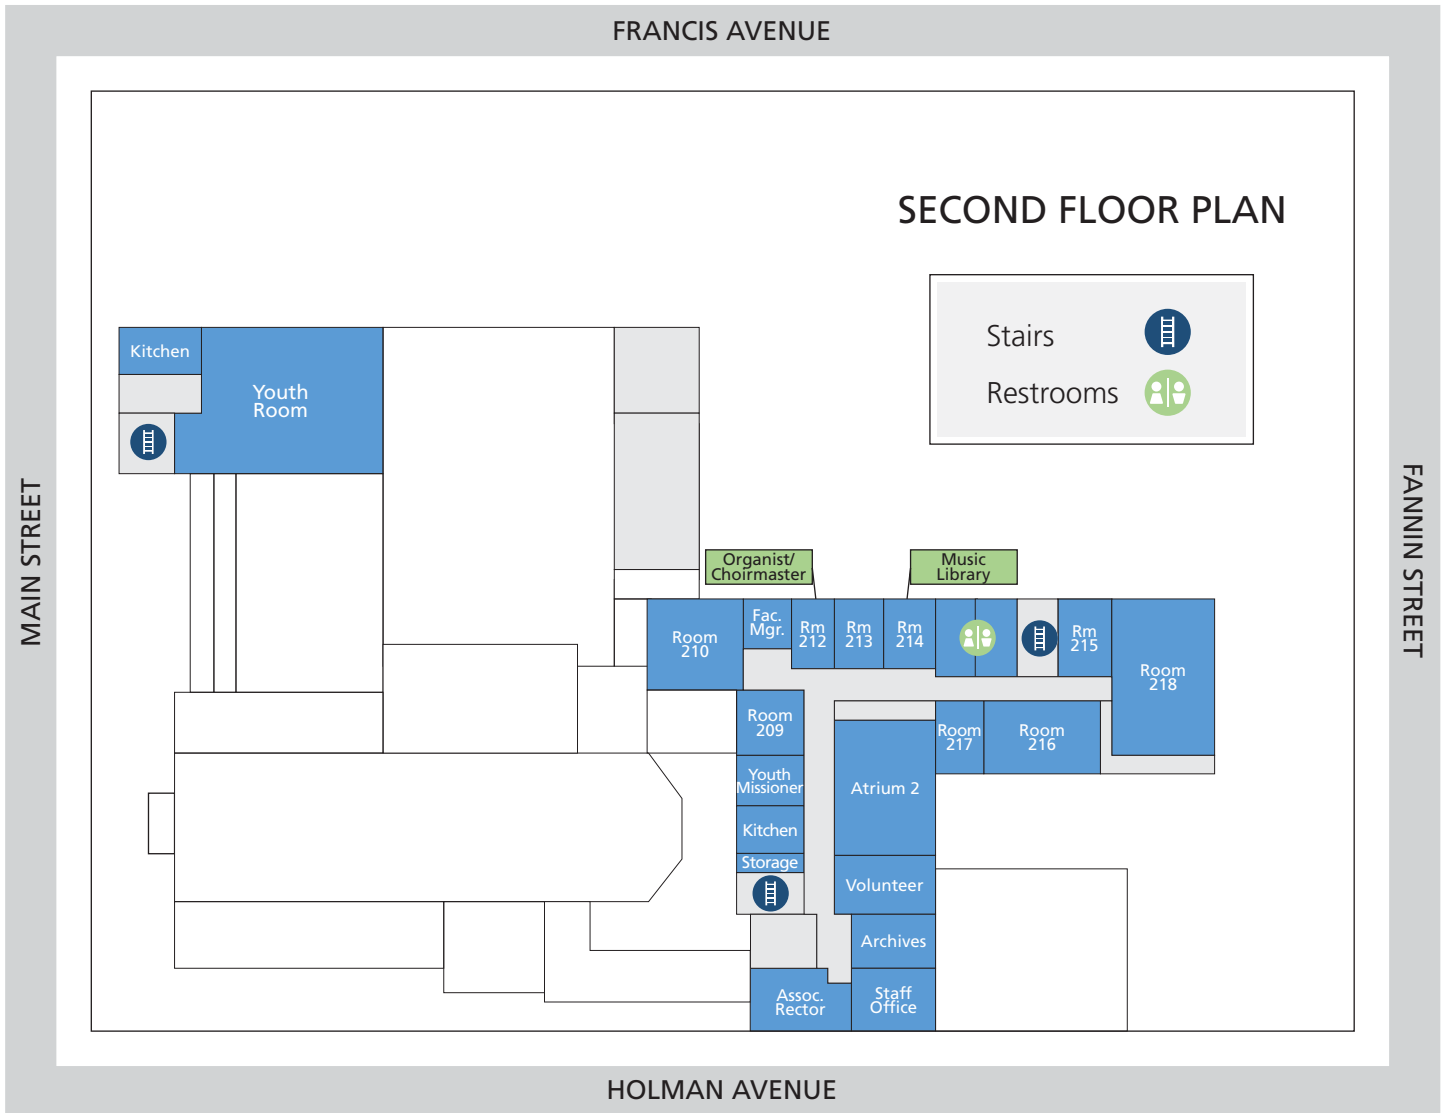 FRANCIS AVENUE
SECOND FLOOR PLAN
Stairs
Restrooms
Kitchen
Youth
Room
MAIN STREET
FANNIN STREET
Organist/
Choirmaster
Music
Library
Room
210
Fac.
Mgr.
Rm
212
Rm
213
Rm
214
Rm
215
Room
218
Room
209
Room
217
Room
216
Youth
Missioner
Atrium 2
Kitchen
Storage
Volunteer
Archives
Assoc.
Rector
Staff
Office
HOLMAN AVENUE